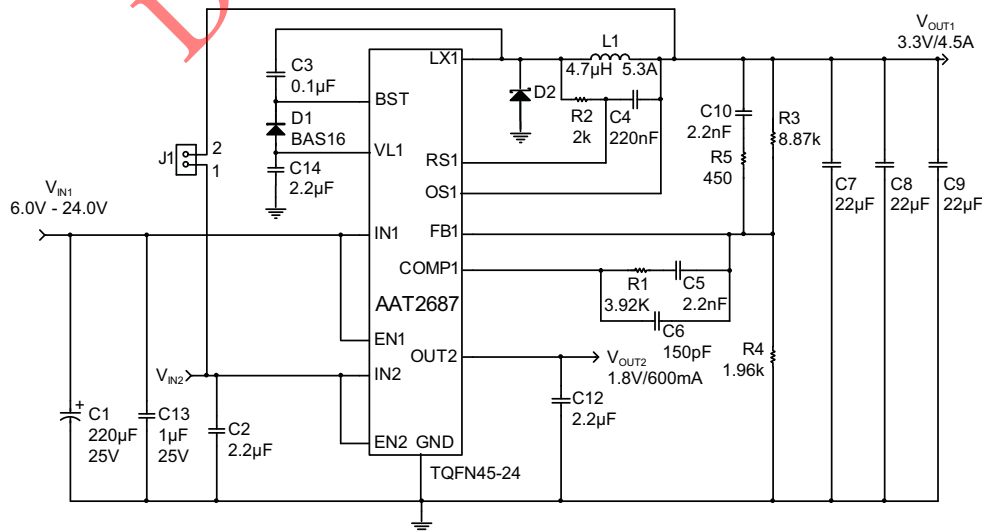 V_OUT1
3.3V/4.5A
L1
LX1
4.7µH 5.3A
C3
0.1µF
D2
R2
2k
C4
220nF
C10
2.2nF
R3
8.87k
BST
D1
BAS16
R5
450
J1
2
1
VL1
C14
2.2µF
RS1
OS1
C7
22µF
C8
22µF
C9
22µF
V_IN1
6.0V - 24.0V
IN1
FB1
COMP1
R1
3.92K
C5
2.2nF
AAT2687
C6
150pF
EN1
OUT2
V_OUT2
1.8V/600mA
R4
1.96k
V_IN2
IN2
C12
2.2µF
C1
220µF
25V
+
C13
1µF
25V
C2
2.2µF
EN2 GND
TQFN45-24